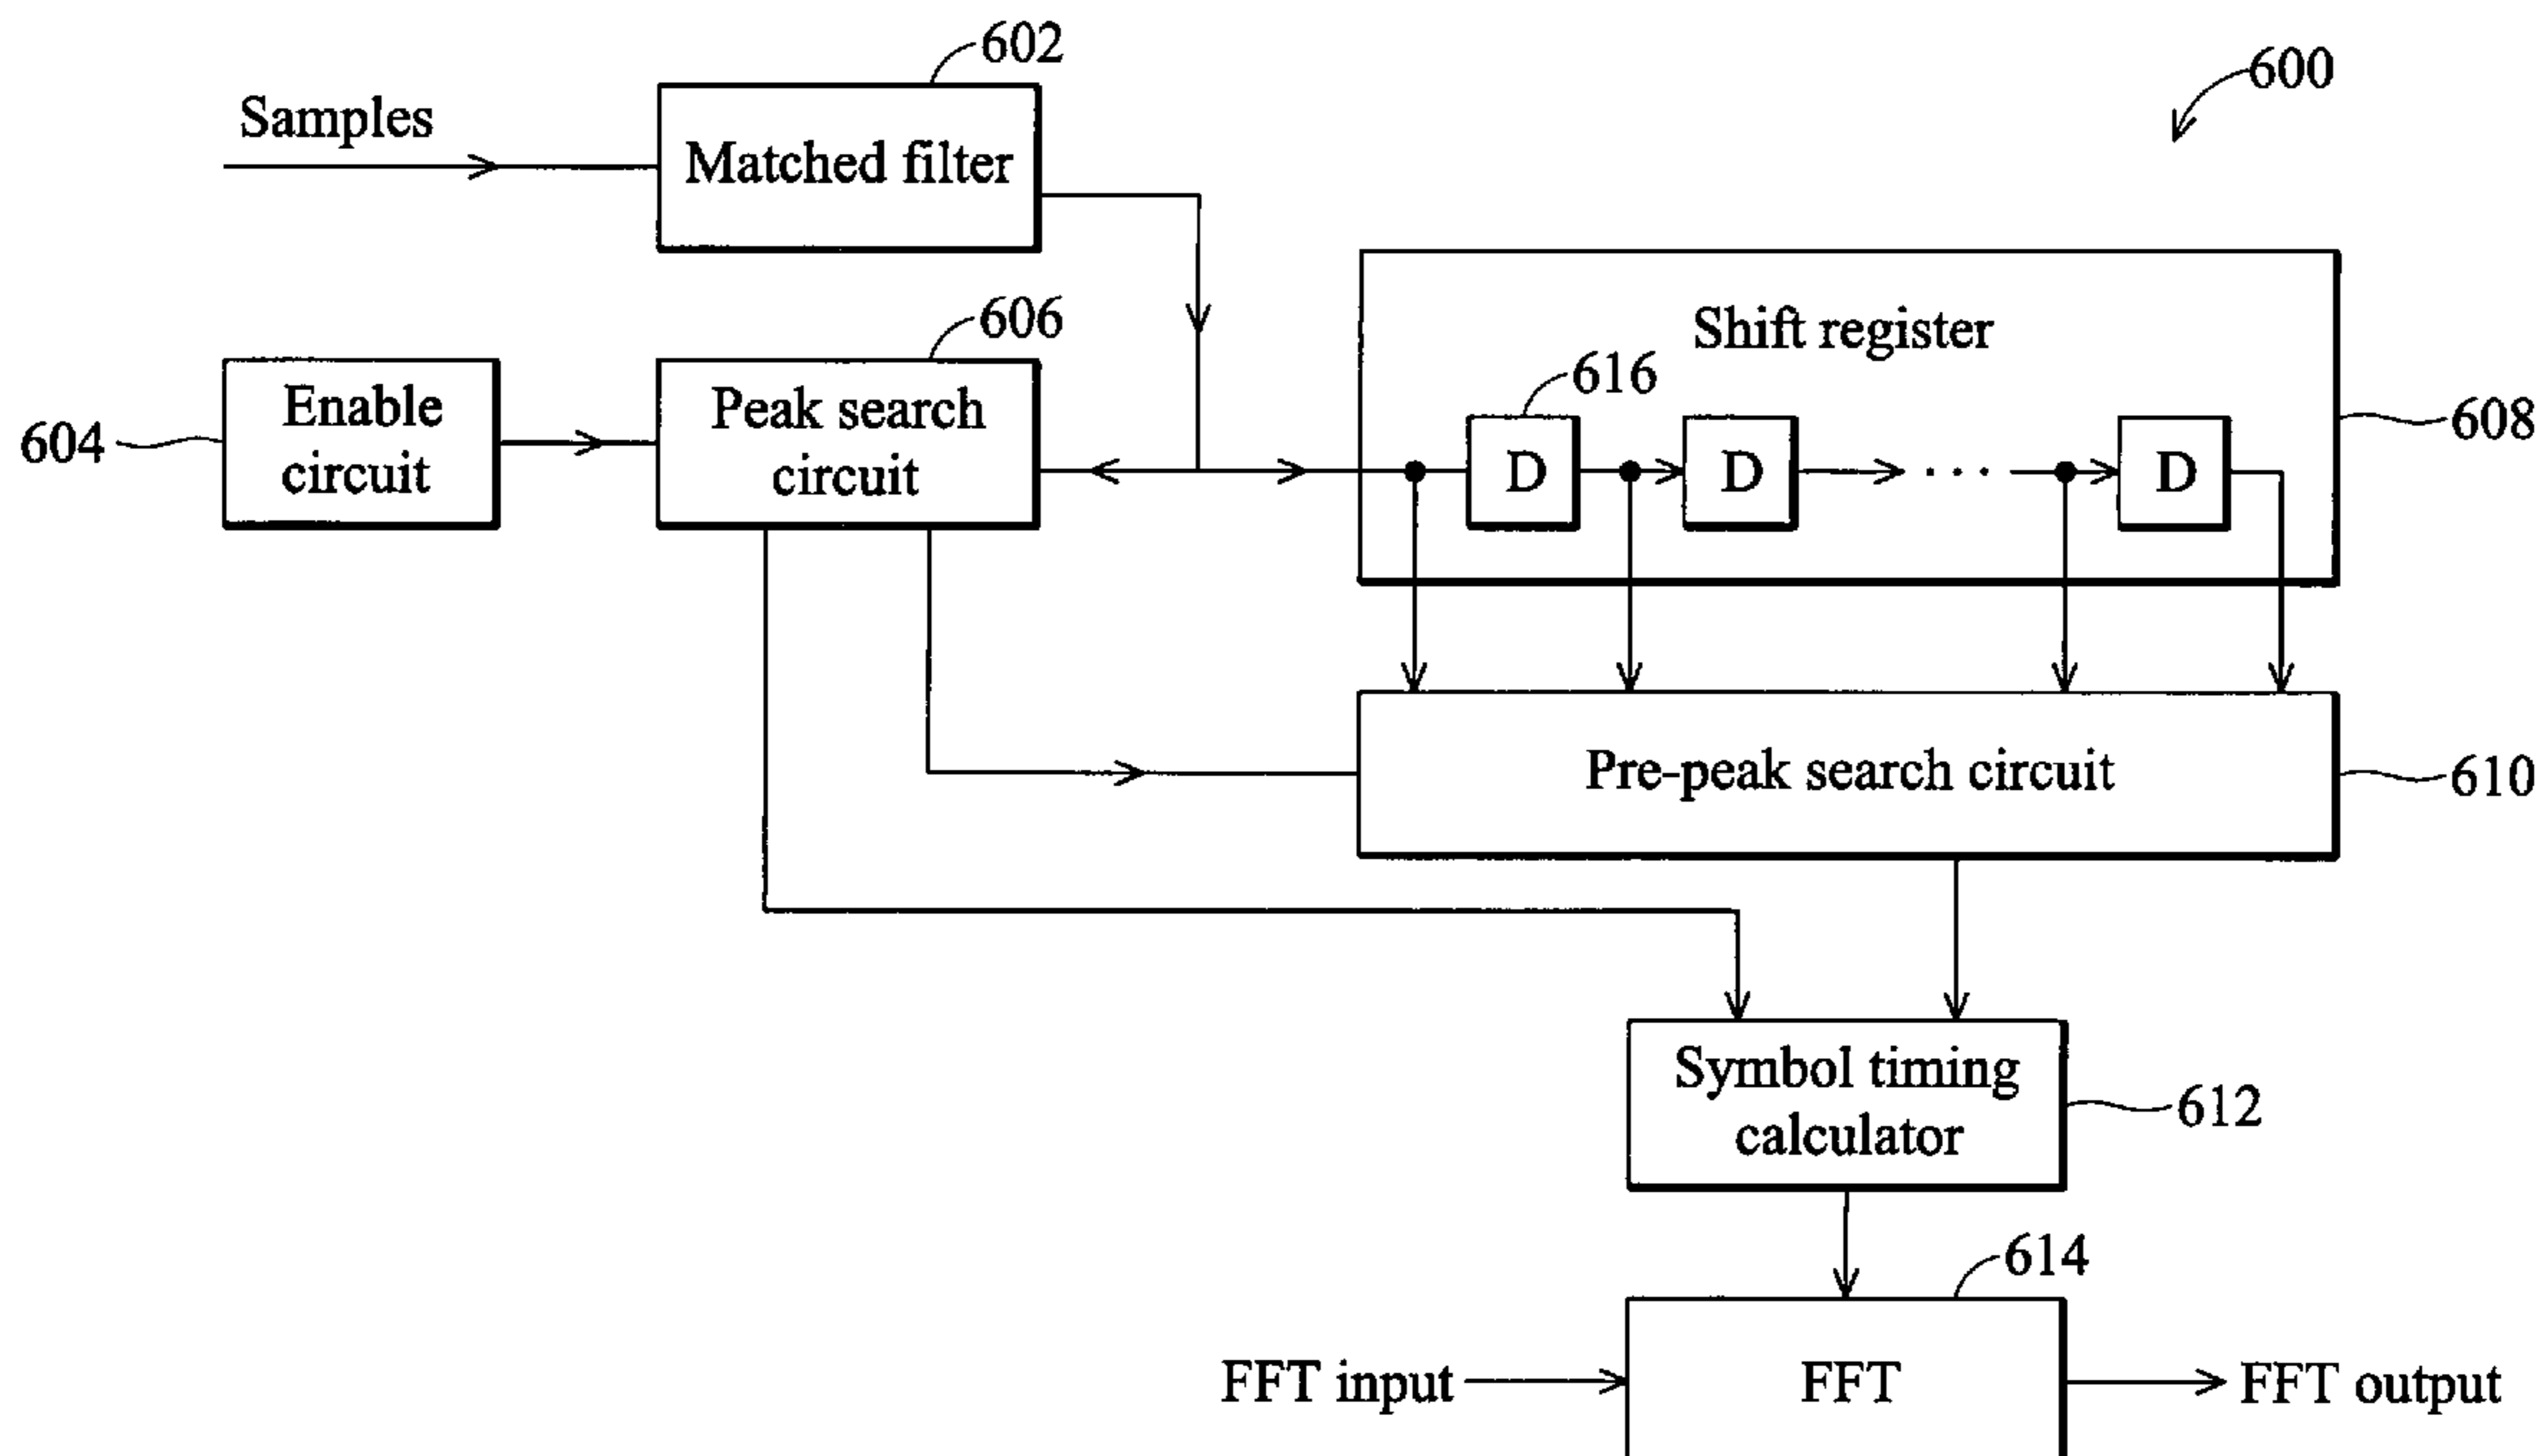 602
600
Samples
Matched filter
606
Shift register
616
604
Enable
circuit
Peak search
circuit
D
D
. . .
D
608
Pre-peak search circuit
610
Symbol timing
calculator
612
614
FFT input
FFT
FFT output